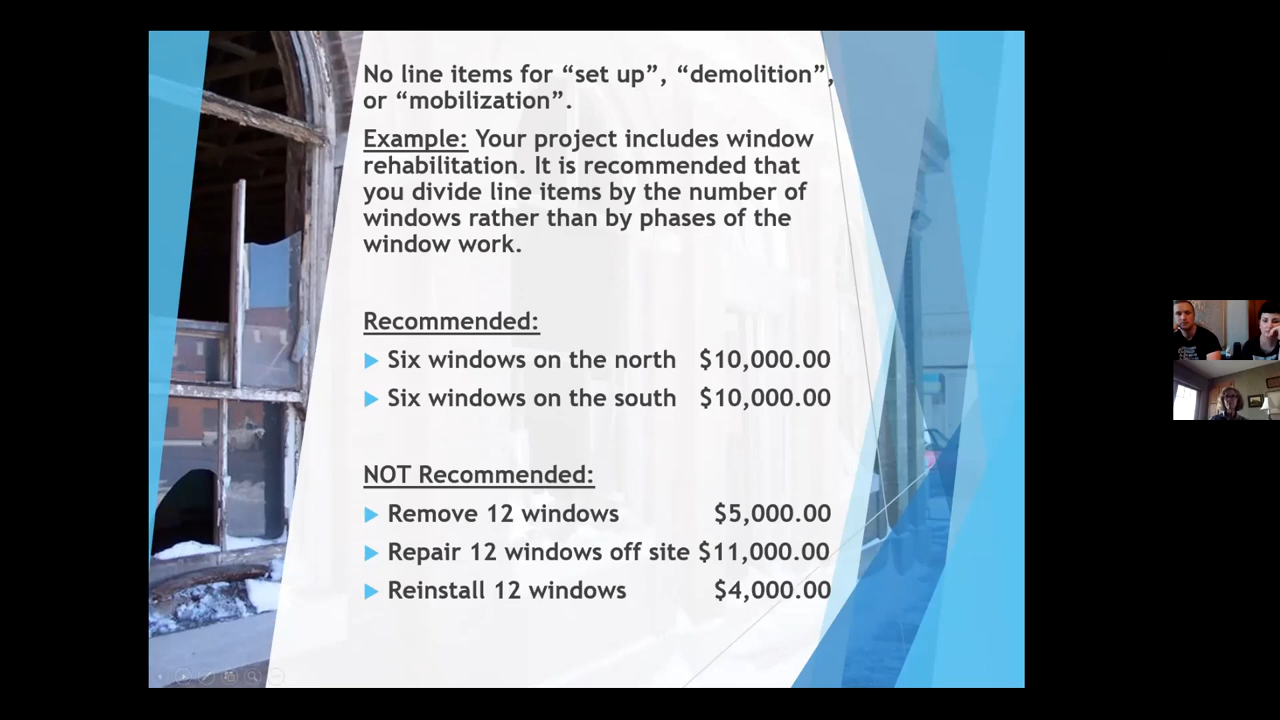 No line items for “set up”, “demolition”,
or “mobilization”.
Example: Your project includes window
rehabilitation. It is recommended that
you divide line items by the number of
windows rather than by phases of the
window work.
Recommended:
Six windows on the north $10,000.00
Six windows on the south $10,000.00
NOT Recommended:
Remove 12 windows $5,000.00
Repair 12 windows off site $11,000.00
Reinstall 12 windows $4,000.00